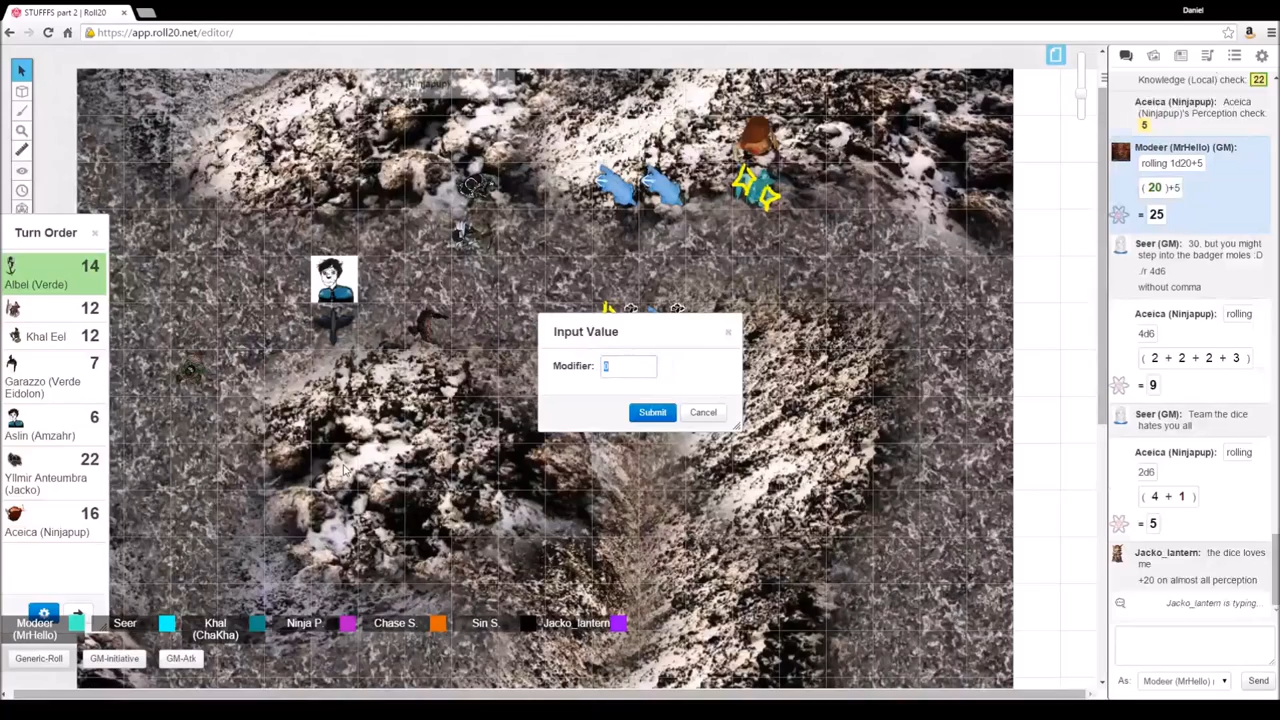 STUFFFS part 2 | Roll20
Daniel
https://app.roll20.net/editor/
Turn Order
14
Albel (Verde)
12
Khal Eel
12
7
Garazzo (Verde
Eidolon)
6
Aslin (Amzahr)
22
Yllmir Anteumbra
(Jacko)
16
Aceica (Ninjapup)
Input Value
Modifier:
0
Submit
Cancel
Modeer
(MrHello)
Seer
Khal
(ChaKha)
Ninja P.
Chase S.
Sin S.
Jacko_lantern
Generic-Roll
GM-initiative
GM-Atk
Knowledge (Local) check: 22
Aceica (Ninjapup): Aceica
(Ninjapup)'s Perception check:
5
Modeer (MrHello) (GM):
rolling 1d20+5
( 20 )+5
= 25
Seer (GM): 30. but you might
step into the badger moles :D
/r 4d6
without comma
Aceica (Ninjapup): rolling
4d6
( 2 + 2 + 2 + 3 )
= 9
Seer (GM): Team the dice
hates you all
Aceica (Ninjapup): rolling
2d6
( 4 + 1 )
= 5
Jacko_lantern: the dice loves
me
+20 on almost all perception
Jacko_lantern is typing...
As:
Modeer (MrHello) (
Send